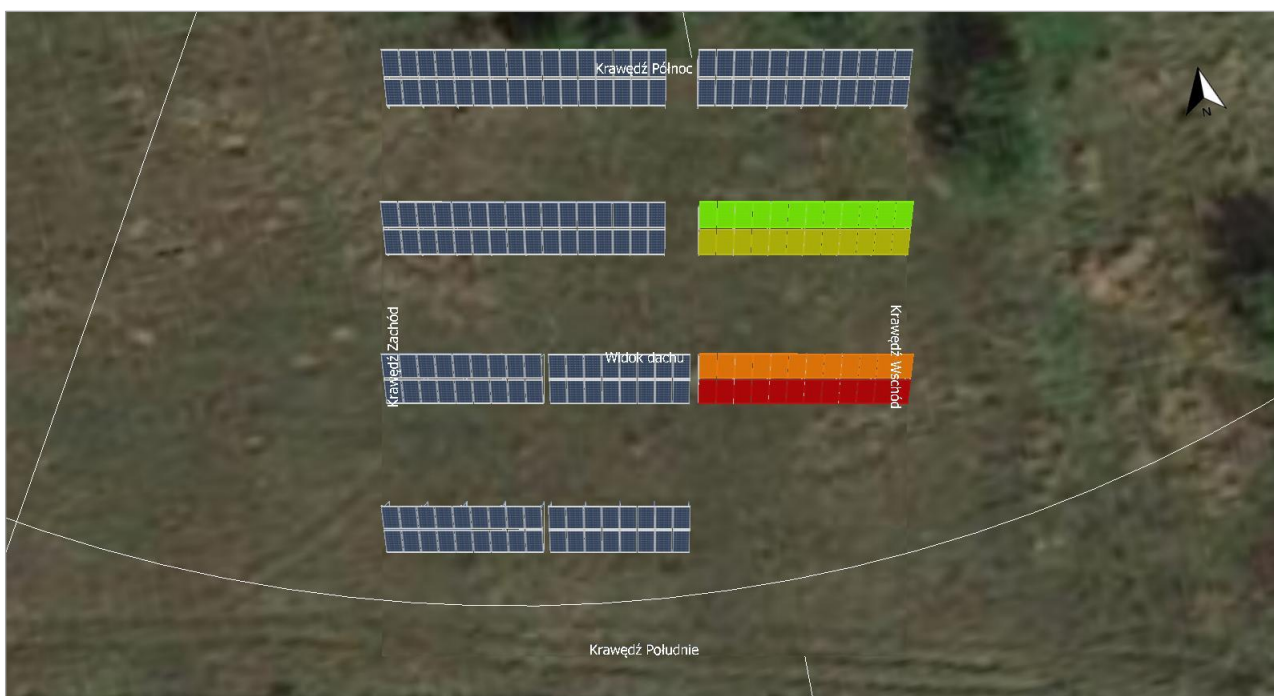 Krawędź Północ
N
Krawędź Zachód
Widok dachu
Krawędź Wschód
Krawędź Południe